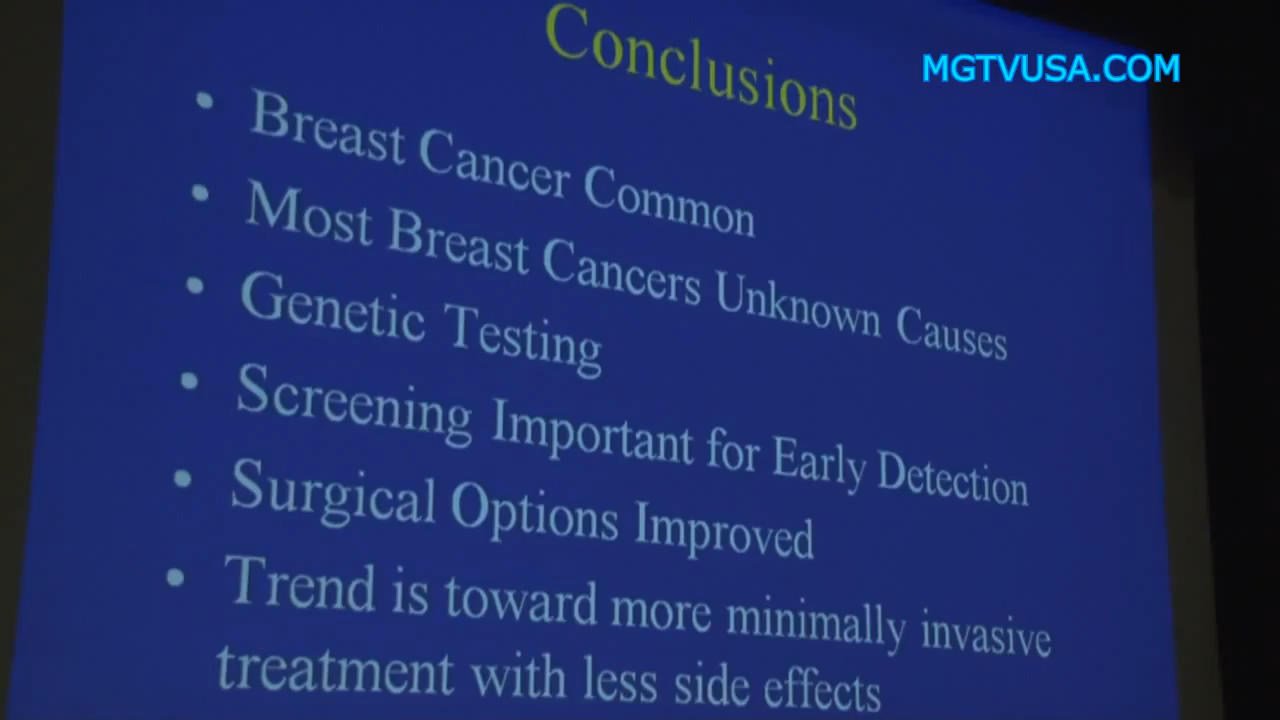 Conclusions
MGTVUSA.COM
• Breast Cancer Common
• Most Breast Cancers Unknown Causes
• Genetic Testing
• Screening Important for Early Detection
• Surgical Options Improved
• Trend is toward more minimally invasive
treatment with less side effects